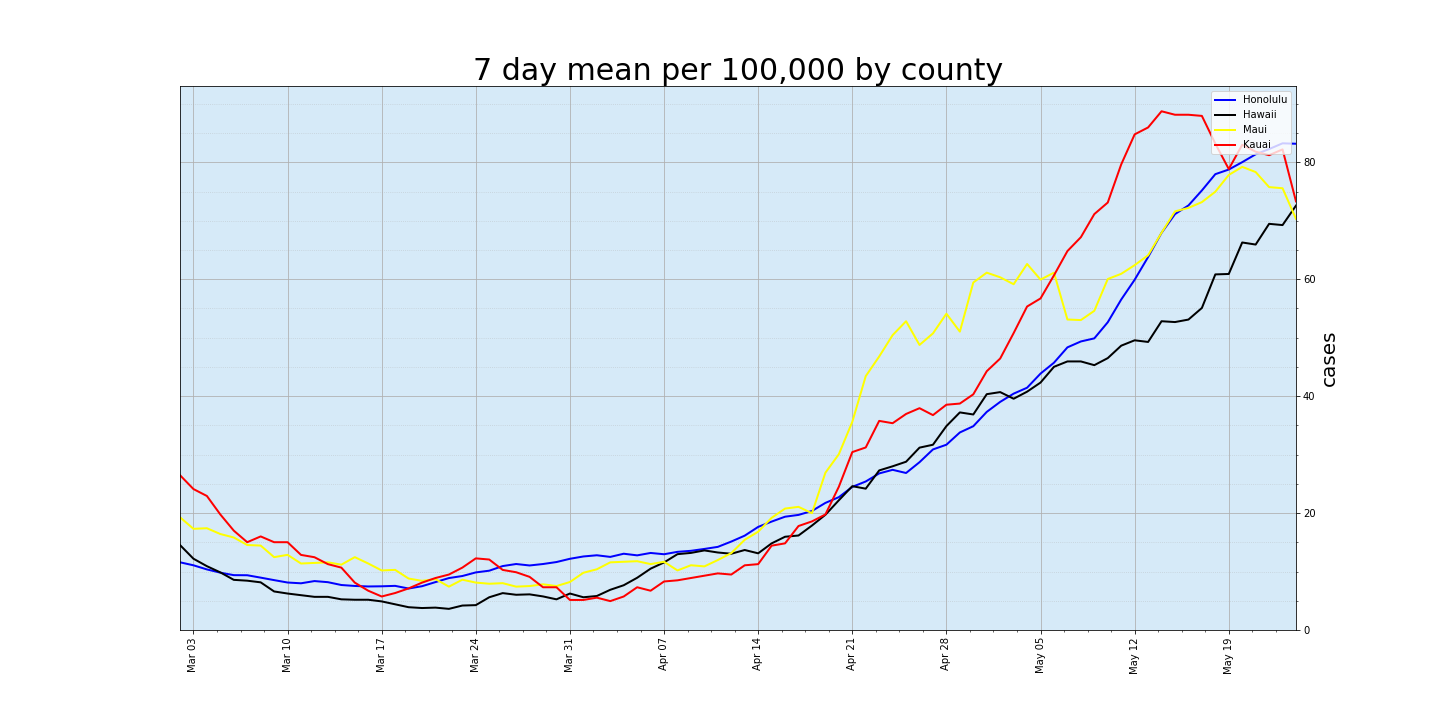 7 day mean per 100,000 by county
Honolulu
Hawaii
Maui
Kauai
80
60
40
20
0
cases
Mar 03
Mar 10
Mar 17
Mar 24
Mar 31
Apr 07
Apr 14
Apr 21
Apr 28
May 05
May 12
May 19